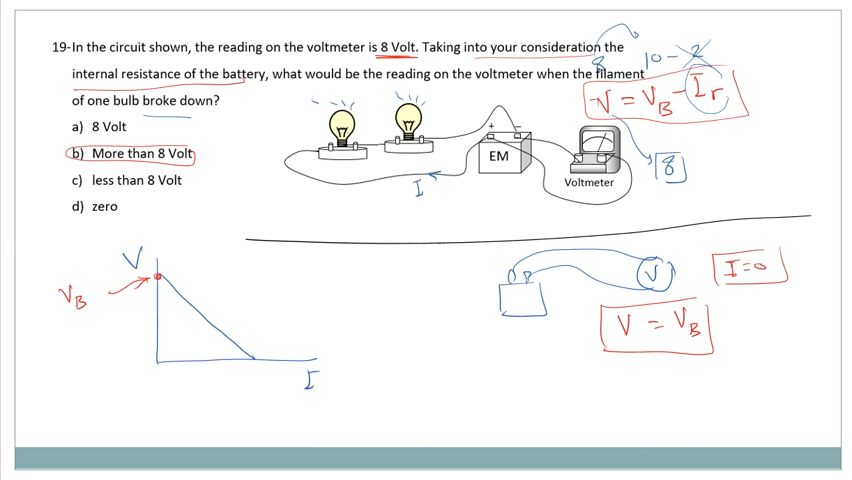 19-In the circuit shown, the reading on the voltmeter is 8 Volt. Taking into your consideration the
8 10 - 2
internal resistance of the battery, what would be the reading on the voltmeter when the filament
V = VB - Ir
of one bulb broke down?
a) 8 Volt
b) More than 8 Volt
c) less than 8 Volt
d) zero
+ –
EM
Voltmeter
8
I
V
VB
I
V
I=0
V = VB